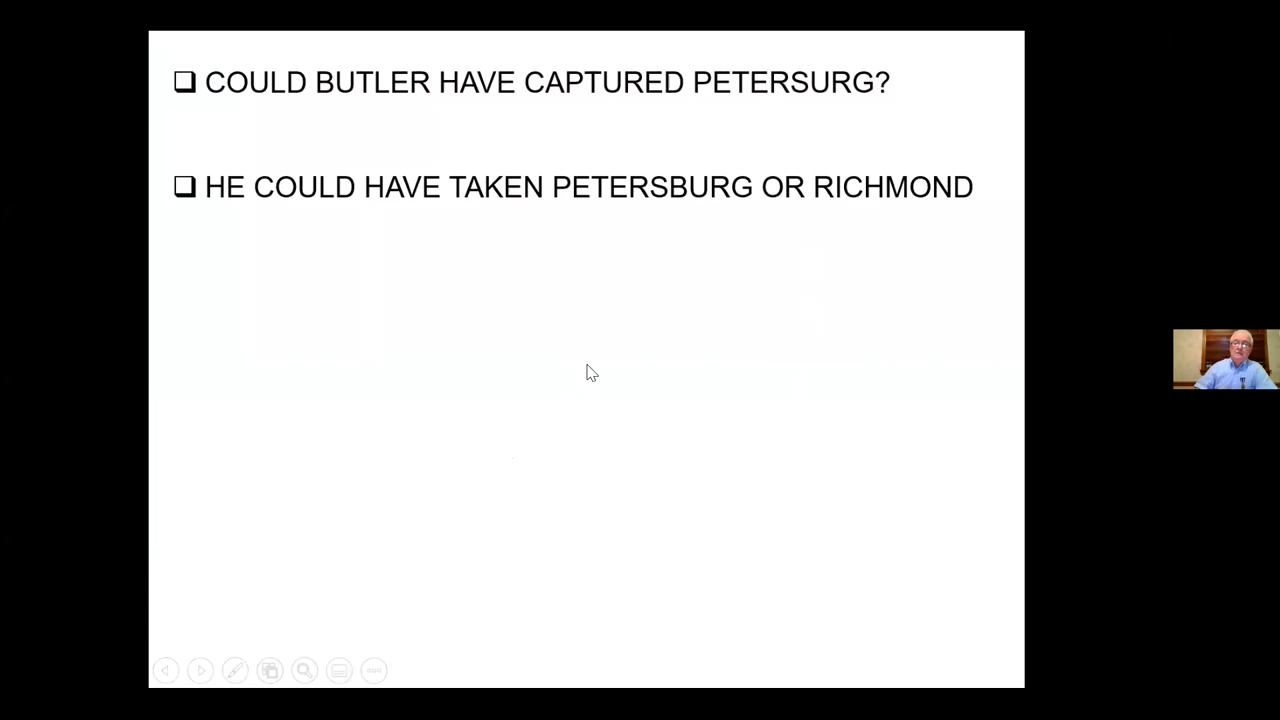 ❑ COULD BUTLER HAVE CAPTURED PETERSURG?
❑ HE COULD HAVE TAKEN PETERSBURG OR RICHMOND